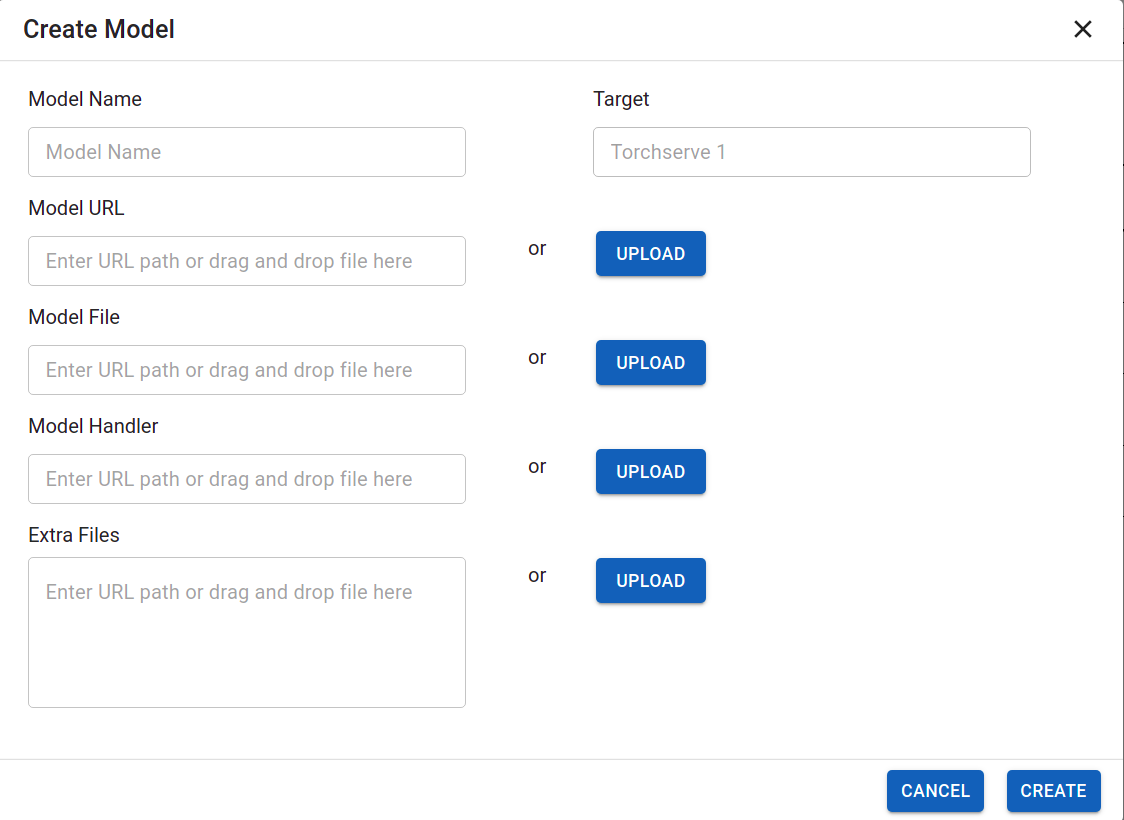 Create Model
Model Name
Target
Model Name
Torchserve 1
Model URL
Enter URL path or drag and drop file here
or
UPLOAD
Model File
Enter URL path or drag and drop file here
or
UPLOAD
Model Handler
Enter URL path or drag and drop file here
or
UPLOAD
Extra Files
Enter URL path or drag and drop file here
or
UPLOAD
CANCEL
CREATE